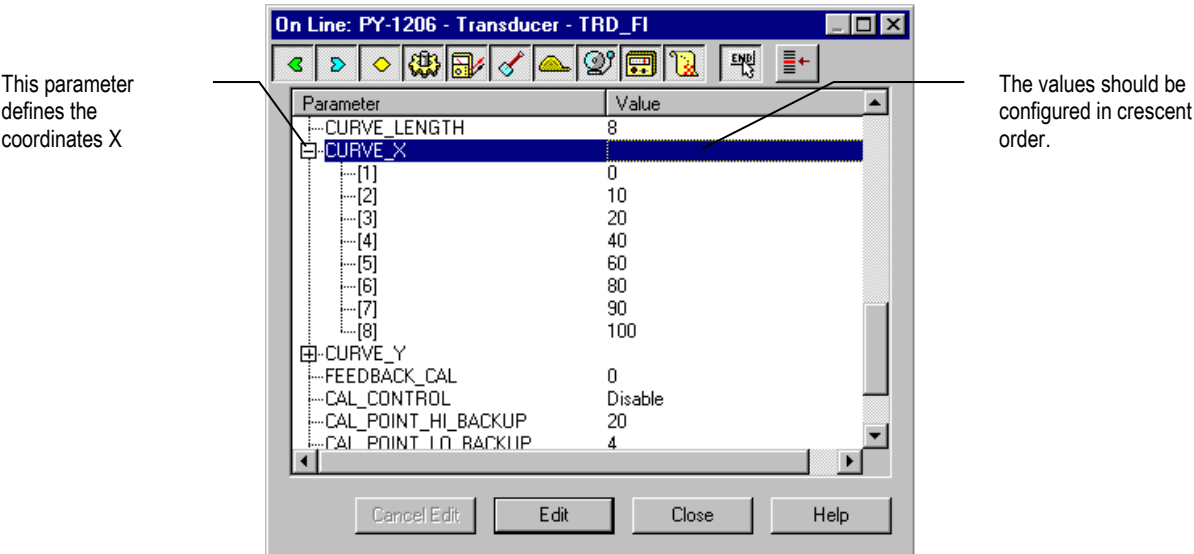 On Line: PY-1206 - Transducer - TRD_FI
END
This parameter
defines the
coordinates X
The values should be
configured in crescent
order.
Parameter Value
CURVE_LENGTH 8
CURVE_X
[1] 0
[2] 10
[3] 20
[4] 40
[5] 60
[6] 80
[7] 90
[8] 100
CURVE_Y
FEEDBACK_CAL 0
CAL_CONTROL Disable
CAL_POINT_HI_BACKUP 20
CAL_POINT_LO_BACKUP 4
Cancel Edit Edit Close Help